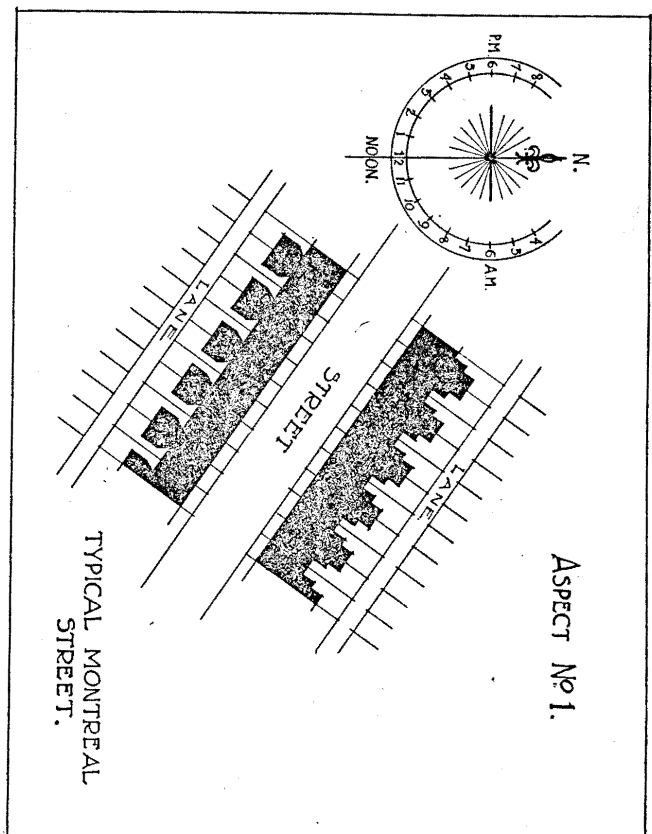 ASPECT Nº 1.
N.
P.M. 8 7 6 5 4 3 2 1 12 11 10 9 8 7 6 5 4 A.M.
NOON.
LANE
STREET
LANE
TYPICAL MONTREAL
STREET.